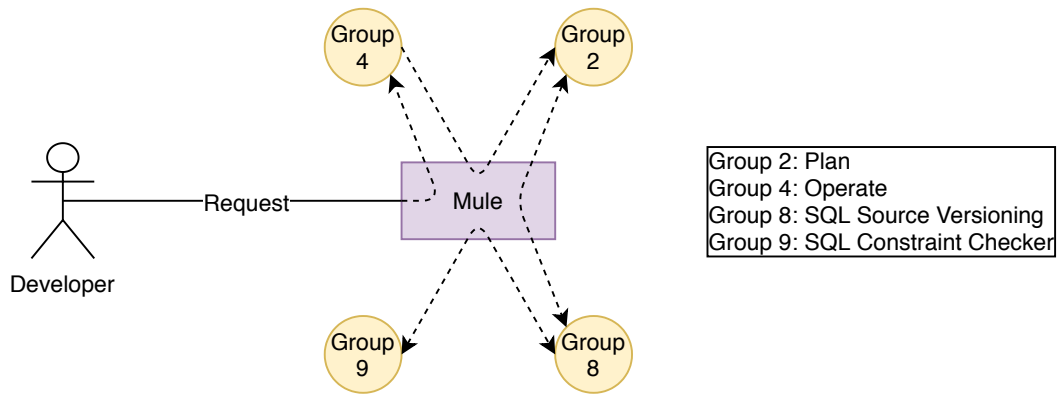 Group
4
Group
2
Developer
Request
Mule
Group 2: Plan
Group 4: Operate
Group 8: SQL Source Versioning
Group 9: SQL Constraint Checker
Group
9
Group
8